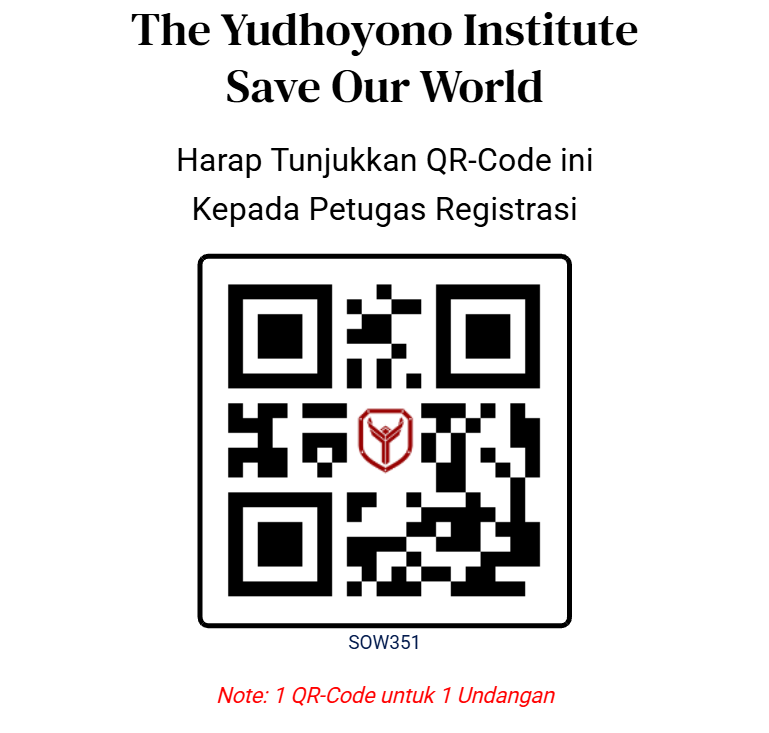 The Yudhoyono Institute
Save Our World
Harap Tunjukkan QR-Code ini
Kepada Petugas Registrasi
SOW351
Note: 1 QR-Code untuk 1 Undangan